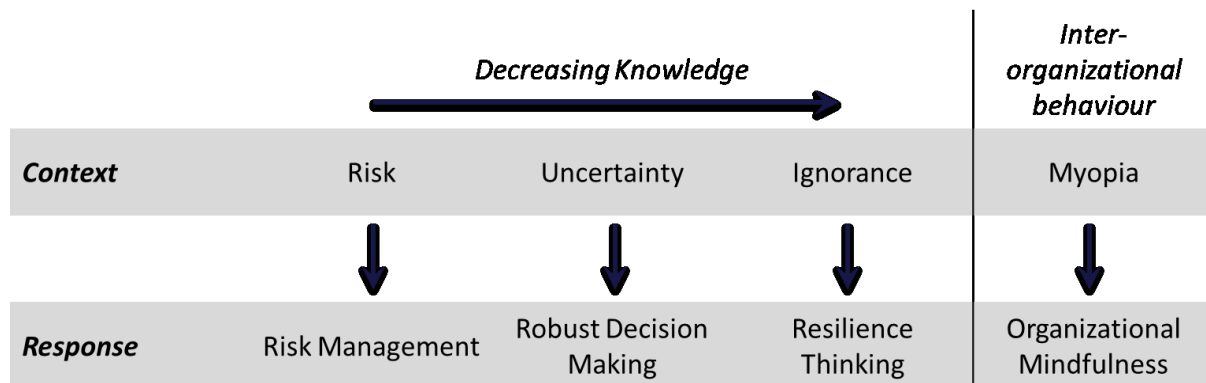 Decreasing Knowledge
Inter-
organizational
behaviour
Context Risk Uncertainty Ignorance Myopia
Response Risk Management Robust Decision Making Resilience Thinking Organizational Mindfulness